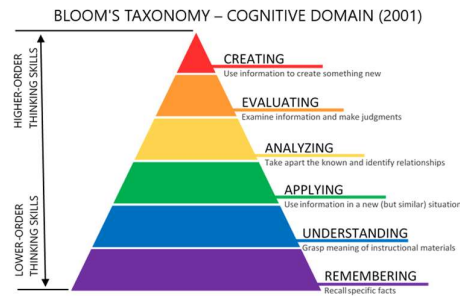 BLOOM'S TAXONOMY – COGNITIVE DOMAIN (2001)
HIGHER-ORDER
THINKING SKILLS
CREATING
Use information to create something new
EVALUATING
Examine information and make judgments
ANALYZING
Take apart the known and identify relationships
APPLYING
Use information in a new (but similar) situation
LOWER-ORDER
THINKING SKILLS
UNDERSTANDING
Grasp meaning of instructional materials
REMEMBERING
Recall specific facts